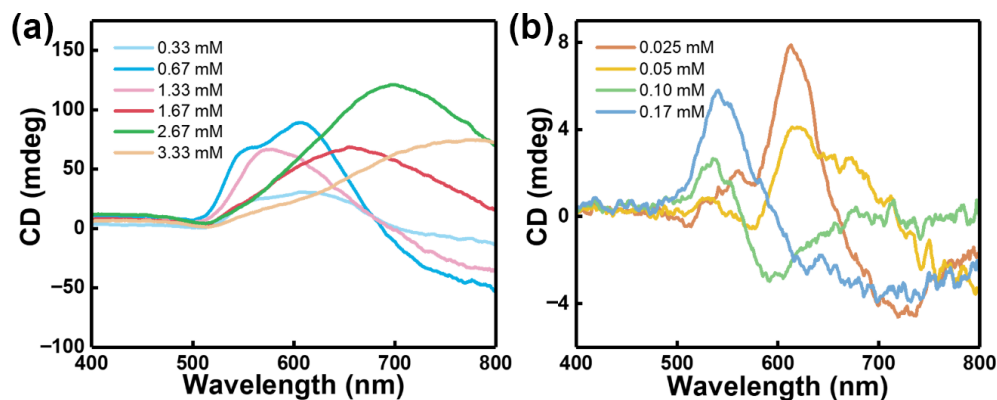 (a)
CD (mdeg)
150
100
50
0
−50
−100
0.33 mM
0.67 mM
1.33 mM
1.67 mM
2.67 mM
3.33 mM
400 500 600 700 800
Wavelength (nm)
(b)
CD (mdeg)
8
4
0
−4
0.025 mM
0.05 mM
0.10 mM
0.17 mM
400 500 600 700 800
Wavelength (nm)